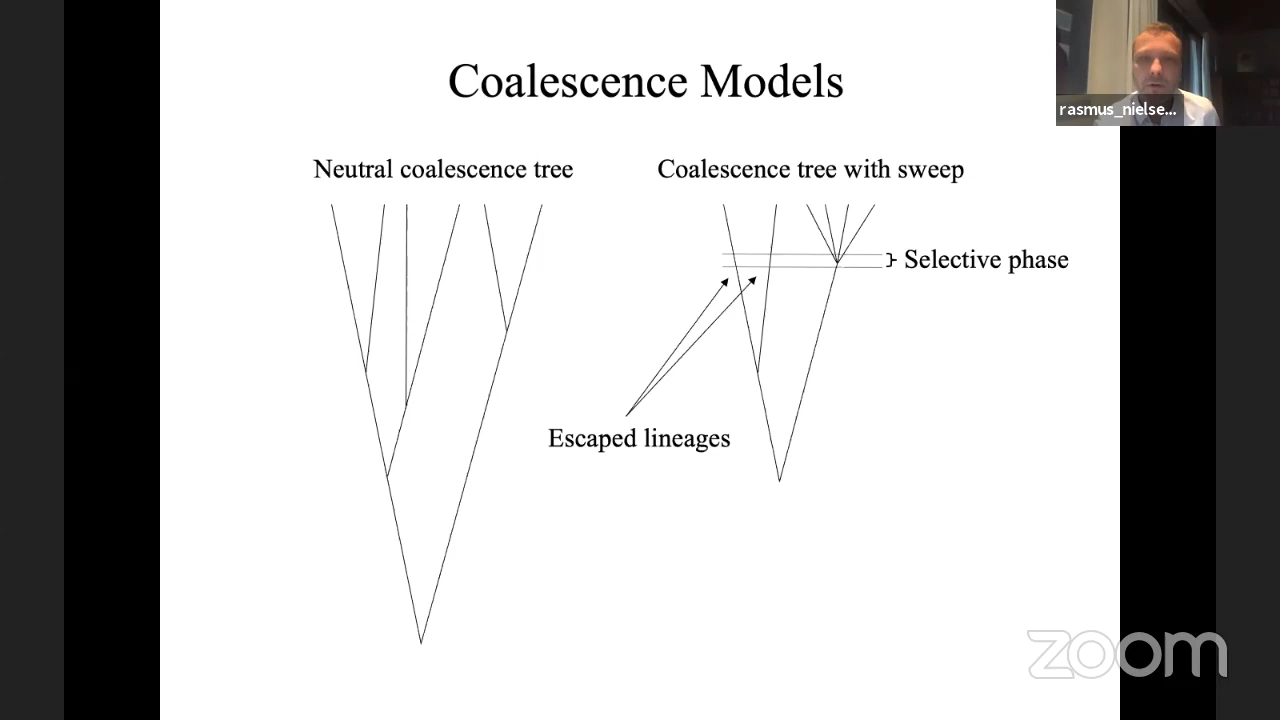 Coalescence Models
rasmus_nielse...
Neutral coalescence tree
Coalescence tree with sweep
Selective phase
Escaped lineages
zoom